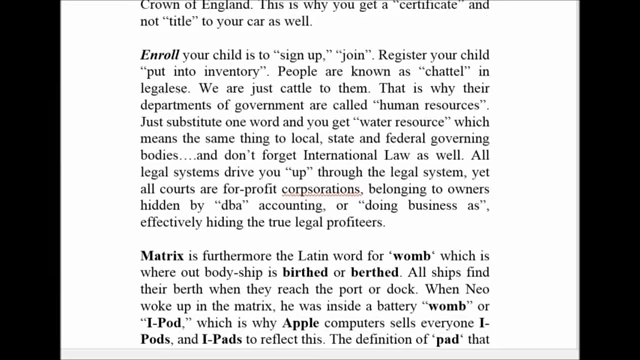 Crown of England. This is why you get a “certificate” and
not “title” to your car as well.
Enroll your child is to “sign up,” “join”. Register your child
“put into inventory”. People are known as “chattel” in
legalese. We are just cattle to them. That is why their
departments of government are called “human resources”.
Just substitute one word and you get “water resource” which
means the same thing to local, state and federal governing
bodies….and don’t forget International Law as well. All
legal systems drive you “up” through the legal system, yet
all courts are for-profit corpsorations, belonging to owners
hidden by “dba” accounting, or “doing business as”,
effectively hiding the true legal profiteers.
Matrix is furthermore the Latin word for ‘womb‘ which is
where out body-ship is birthed or berthed. All ships find
their berth when they reach the port or dock. When Neo
woke up in the matrix, he was inside a battery “womb” or
“I-Pod,” which is why Apple computers sells everyone I-
Pods, and I-Pads to reflect this. The definition of ‘pad‘ that